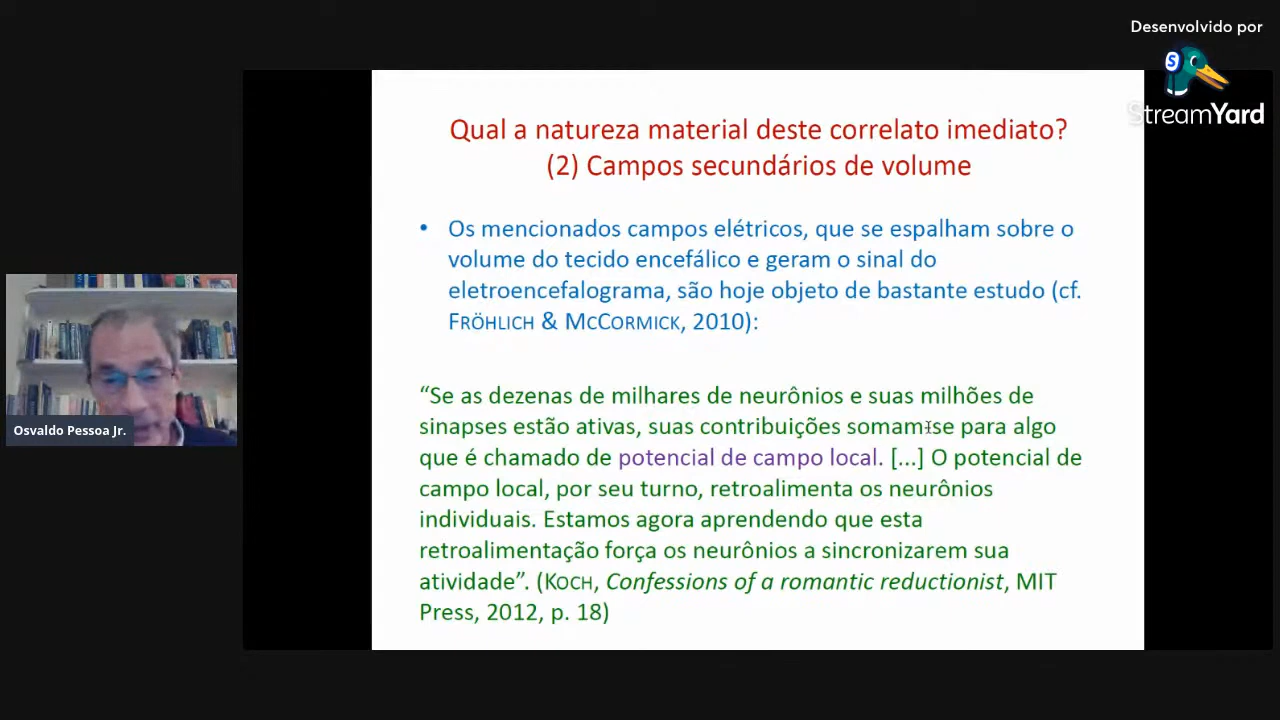 Desenvolvido por
StreamYard
Qual a natureza material deste correlato imediato?
(2) Campos secundários de volume
• Os mencionados campos elétricos, que se espalham sobre o
volume do tecido encefálico e geram o sinal do
eletroencefalograma, são hoje objeto de bastante estudo (cf.
FRÖHLICH & MCCORMICK, 2010):
“Se as dezenas de milhares de neurônios e suas milhões de
sinapses estão ativas, suas contribuições somam-se para algo
que é chamado de potencial de campo local. [...] O potencial de
campo local, por seu turno, retroalimenta os neurônios
individuais. Estamos agora aprendendo que esta
retroalimentação força os neurônios a sincronizarem sua
atividade”. (KOCH, Confessions of a romantic reductionist, MIT
Press, 2012, p. 18)
Osvaldo Pessoa Jr.